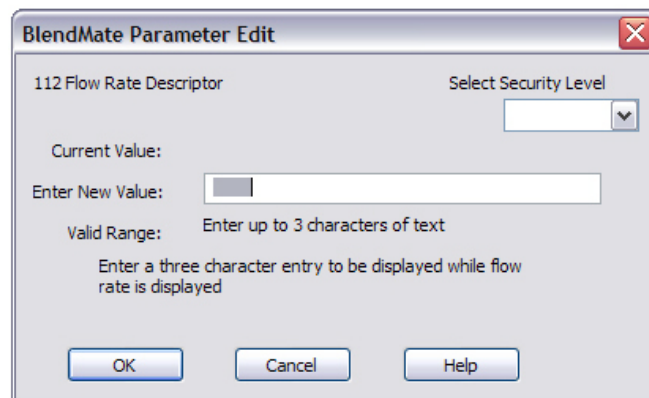 BlendMate Parameter Edit
112 Flow Rate Descriptor
Select Security Level
Current Value:
Enter New Value:
Valid Range:
Enter up to 3 characters of text
Enter a three character entry to be displayed while flow
rate is displayed
OK
Cancel
Help